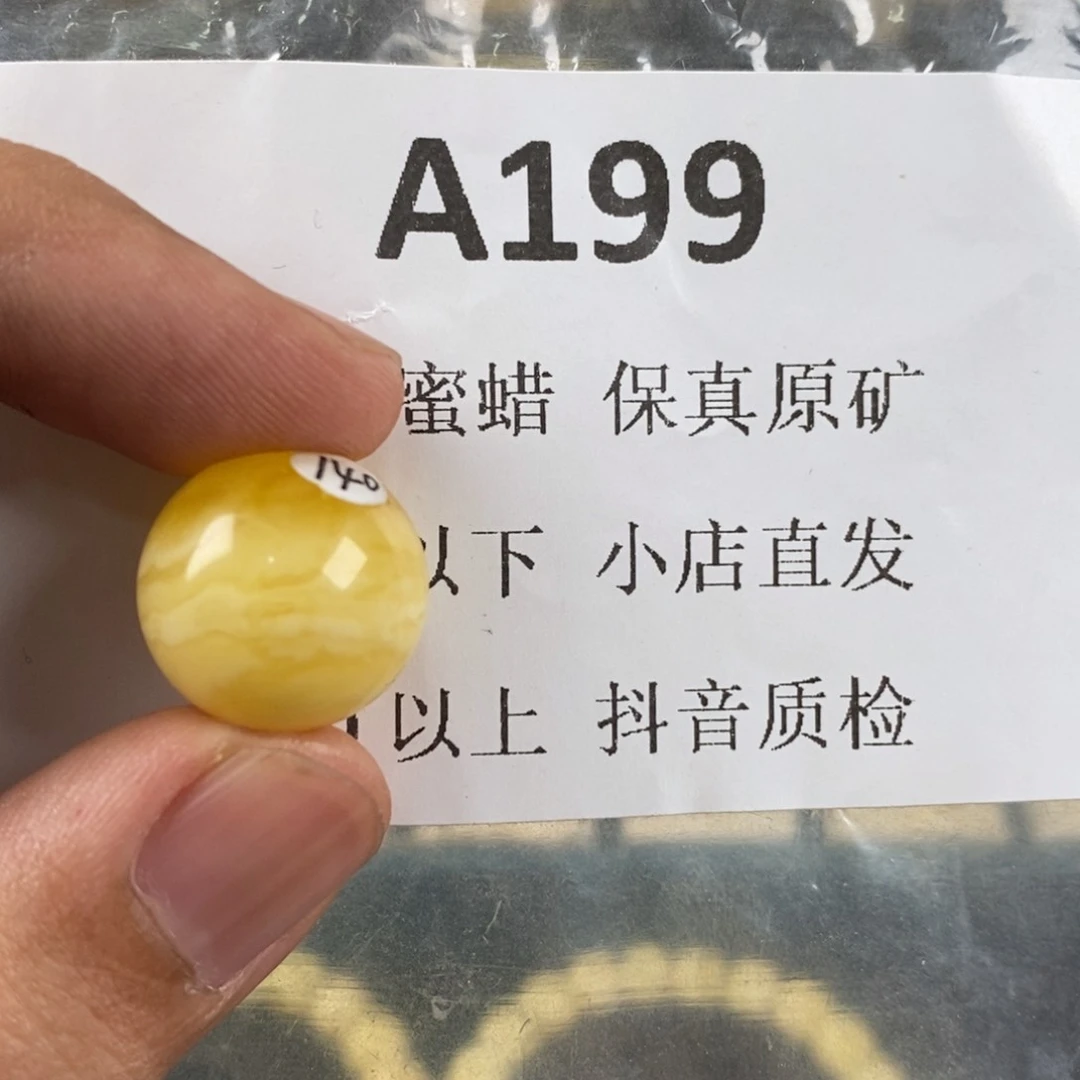 A199
蜜蜡 保真原矿
140
以下 小店直发
以上 抖音质检